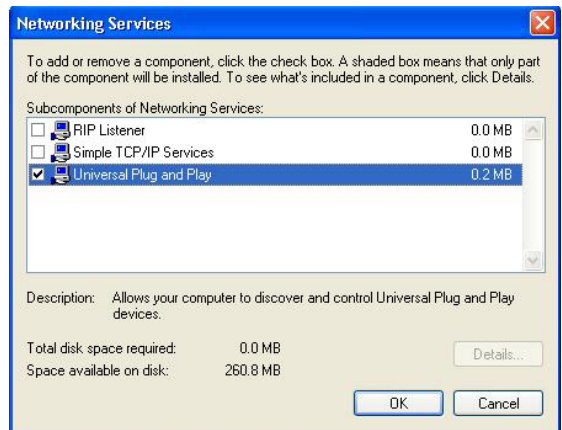 Networking Services
To add or remove a component, click the check box. A shaded box means that only part
of the component will be installed. To see what's included in a component, click Details.
Subcomponents of Networking Services:
RIP Listener 0.0 MB
Simple TCP/IP Services 0.0 MB
Universal Plug and Play 0.2 MB
Description: Allows your computer to discover and control Universal Plug and Play
devices.
Total disk space required: 0.0 MB
Details...
Space available on disk: 260.8 MB
OK Cancel